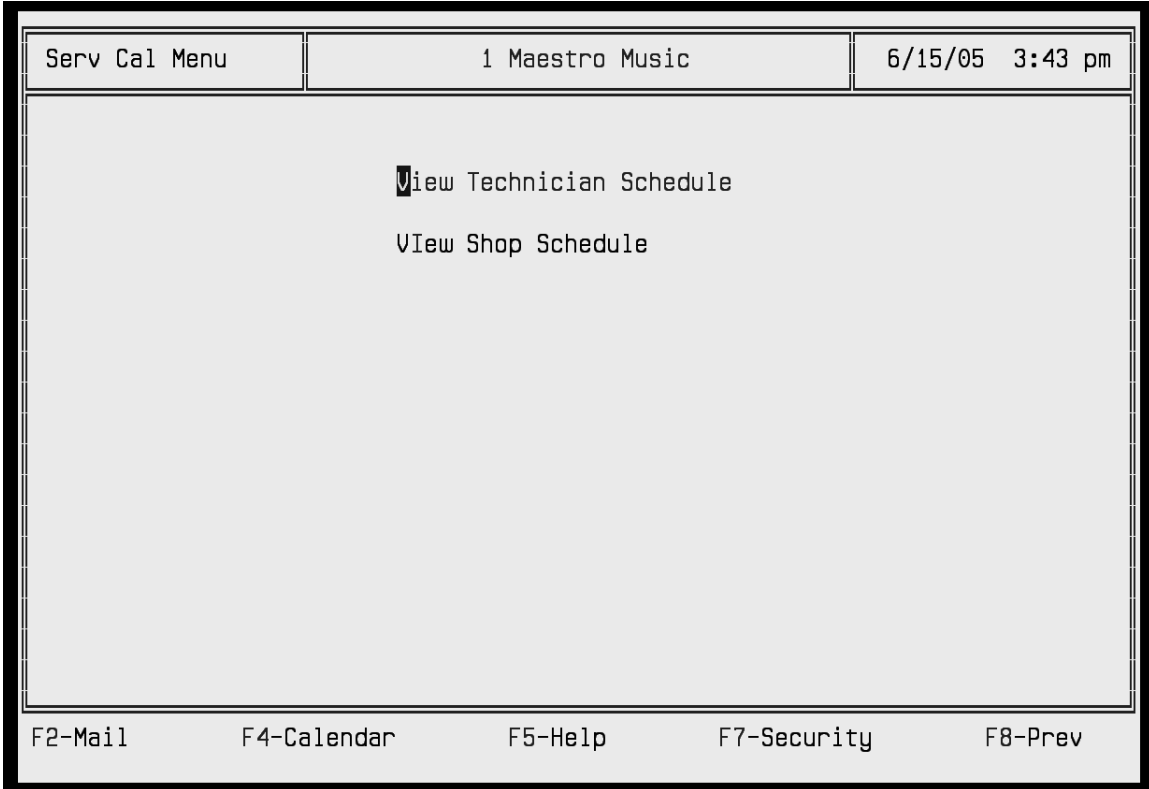 Serv Cal Menu 1 Maestro Music 6/15/05 3:43 pm
View Technician Schedule
VIew Shop Schedule
F2-Mail F4-Calendar F5-Help F7-Security F8-Prev